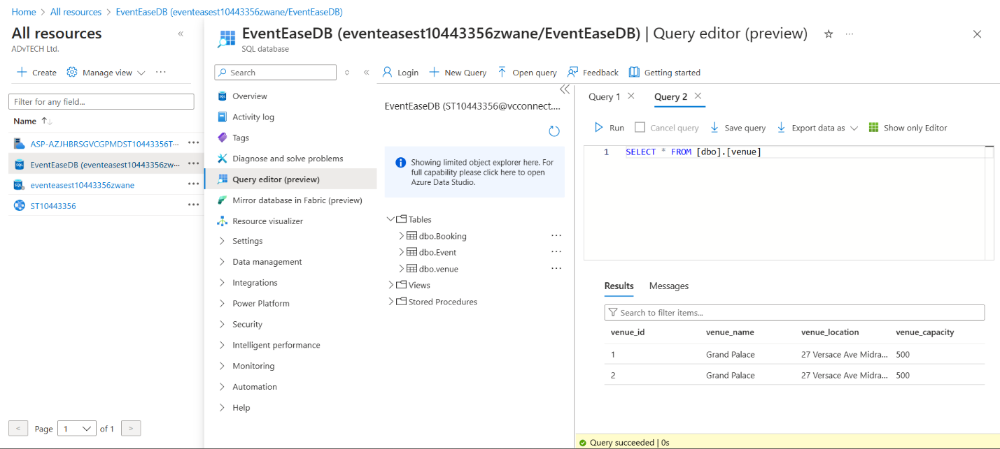 Home > All resources > EventEaseDB (eventeasest10443356zwane/EventEaseDB)
All resources
ADvTECH Ltd.
+ Create Manage view ...
Filter for any field...
Name ↑↓
ASP-AZJHBRSGVCGPMDST10443356T... ...
EventEaseDB (eventeasest10443356zw... ...
eventeasest10443356zwane ...
ST10443356 ...
< Page 1 of 1 >
EventEaseDB (eventeasest10443356zwane/EventEaseDB) | Query editor (preview) ...
SQL database
Search
Overview
Activity log
Tags
Diagnose and solve problems
Query editor (preview)
Mirror database in Fabric (preview)
Resource visualizer
Settings
Data management
Integrations
Power Platform
Security
Intelligent performance
Monitoring
Automation
Help
Login + New Query Open query Feedback Getting started
EventEaseDB (ST10443356@vcconnect....
Showing limited object explorer here. For
full capability please click here to open
Azure Data Studio.
Tables
dbo.Booking ...
dbo.Event ...
dbo.venue ...
Views
Stored Procedures
Query 1 × Query 2 ×
Run Cancel query Save query Export data as Show only Editor
1 SELECT * FROM [dbo].[venue]
Results Messages
Search to filter items...
venue_id venue_name venue_location venue_capacity
1 Grand Palace 27 Versace Ave Midra... 500
2 Grand Palace 27 Versace Ave Midra... 500
Query succeeded | 0s